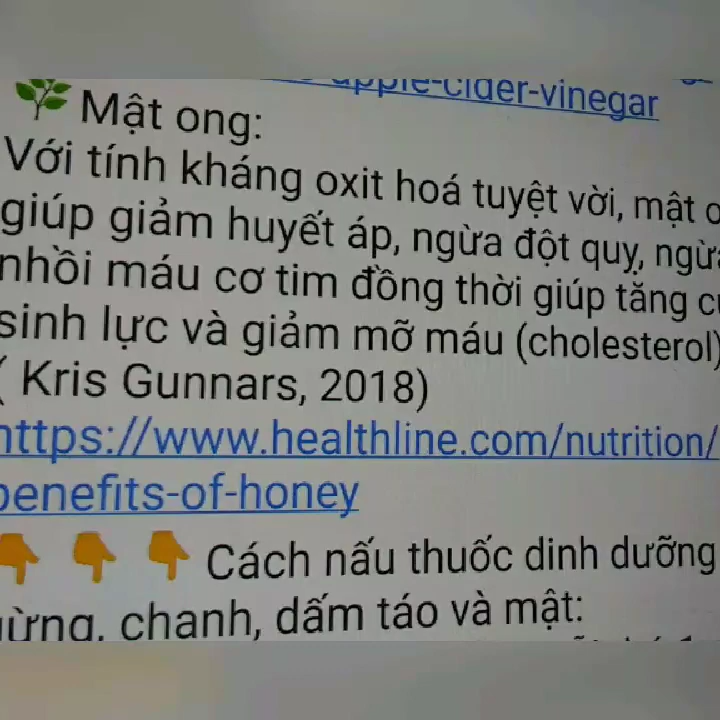 apple-cider-vinegar
Mật ong:
Với tính kháng oxit hoá tuyệt vời, mật
giúp giảm huyết áp, ngừa đột quỵ,
nhồi máu cơ tim đồng thời giúp tăng
sinh lực và giảm mỡ máu (cholesterol)
( Kris Gunnars, 2018)
https://www.healthline.com/nutrition/
benefits-of-honey
Cách nấu thuốc dinh dưỡng
chanh, dấm táo và mật: